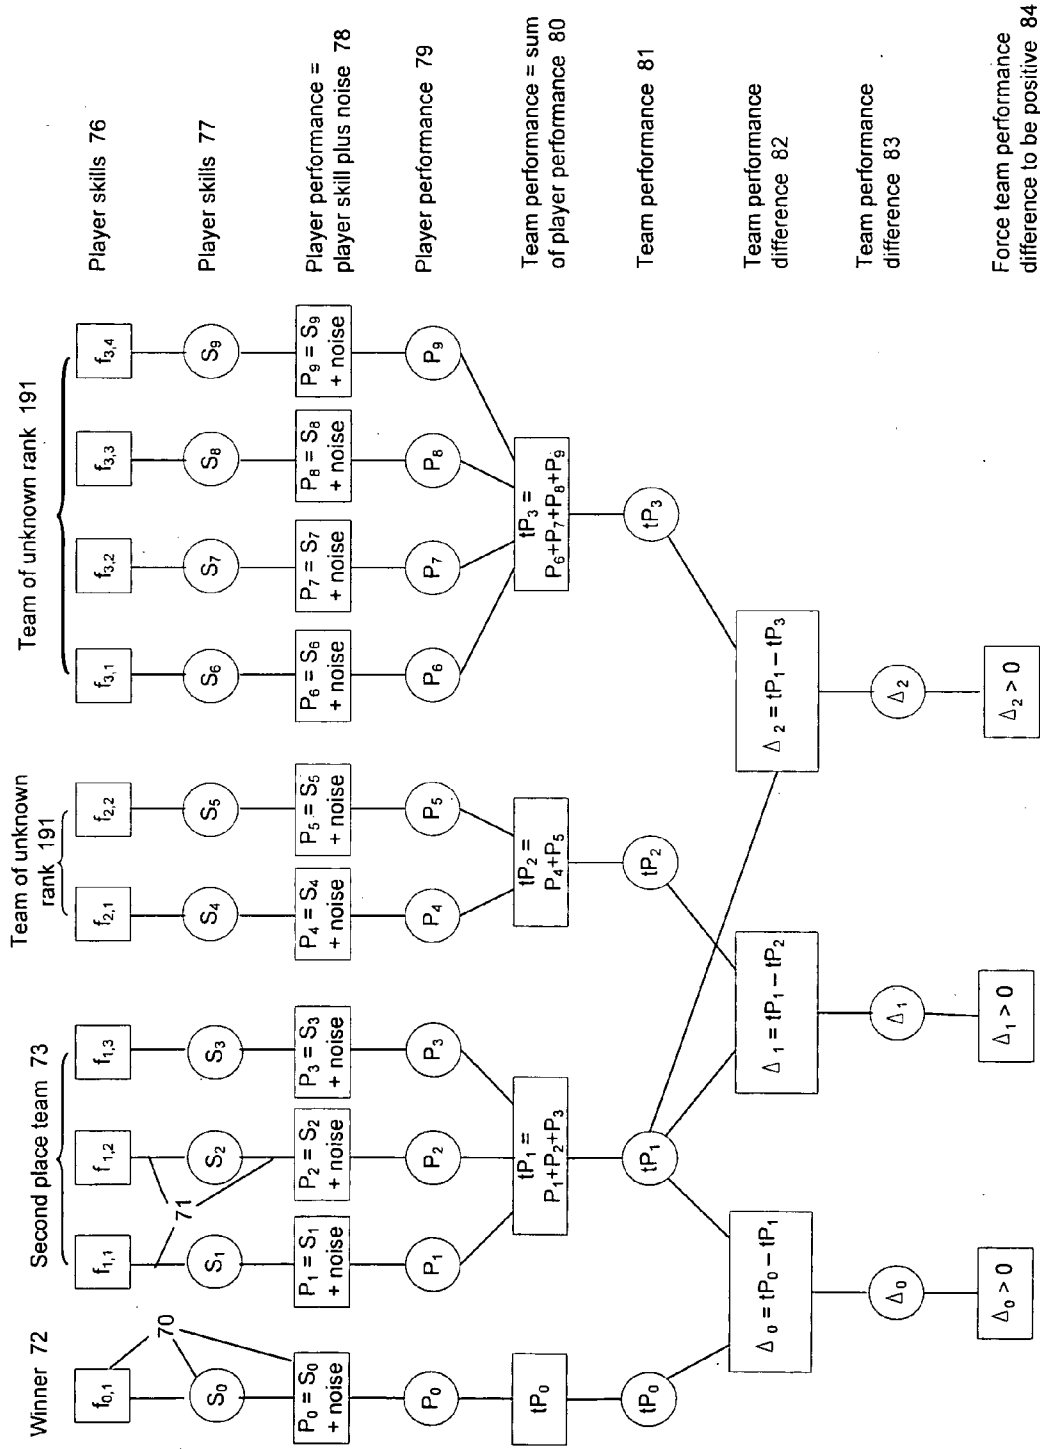 Winner 72
Second place team 73
Team of unknown
rank 191
Team of unknown rank 191
f0,1
f1,1
f1,2
f1,3
f2,1
f2,2
f3,1
f3,2
f3,3
f3,4
Player skills 76
70
71
S0
S1
S2
S3
S4
S5
S6
S7
S8
S9
Player skills 77
P0 = S0
+ noise
P1 = S1
+ noise
P2 = S2
+ noise
P3 = S3
+ noise
P4 = S4
+ noise
P5 = S5
+ noise
P6 = S6
+ noise
P7 = S7
+ noise
P8 = S8
+ noise
P9 = S9
+ noise
Player performance =
player skill plus noise 78
P0
P1
P2
P3
P4
P5
P6
P7
P8
P9
Player performance 79
tP0
tP1 =
P1+P2+P3
tP2 =
P4+P5
tP3 =
P6+P7+P8+P9
Team performance = sum
of player performance 80
tP0
tP1
tP2
tP3
Team performance 81
Δ0 = tP0 – tP1
Δ1 = tP1 – tP2
Δ2 = tP1 – tP3
Team performance
difference 82
Δ0
Δ1
Δ2
Team performance
difference 83
Δ0 > 0
Δ1 > 0
Δ2 > 0
Force team performance
difference to be positive 84